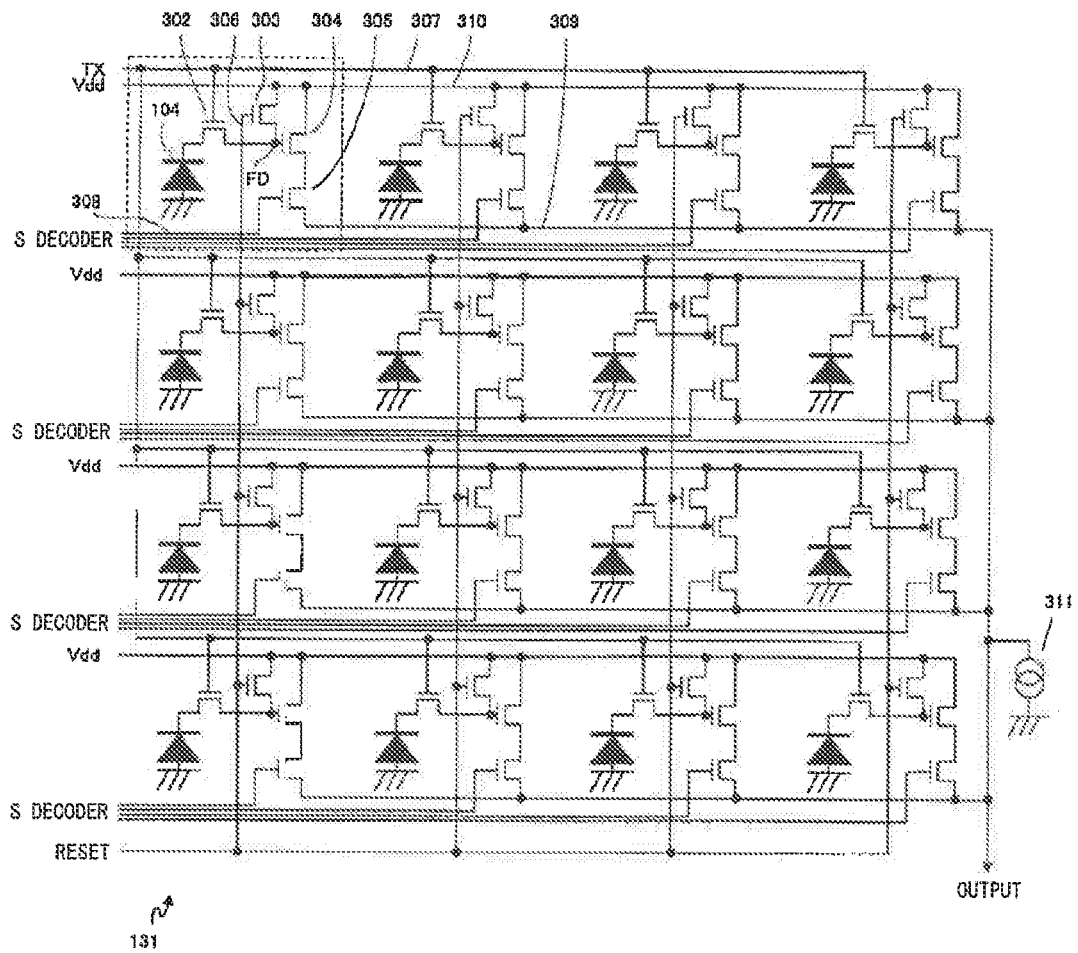 302 306 303 304 305 307 310 309
TX
Vdd
104
FD
308
S DECODER
Vdd
S DECODER
Vdd
S DECODER
311
Vdd
S DECODER
RESET
OUTPUT
131